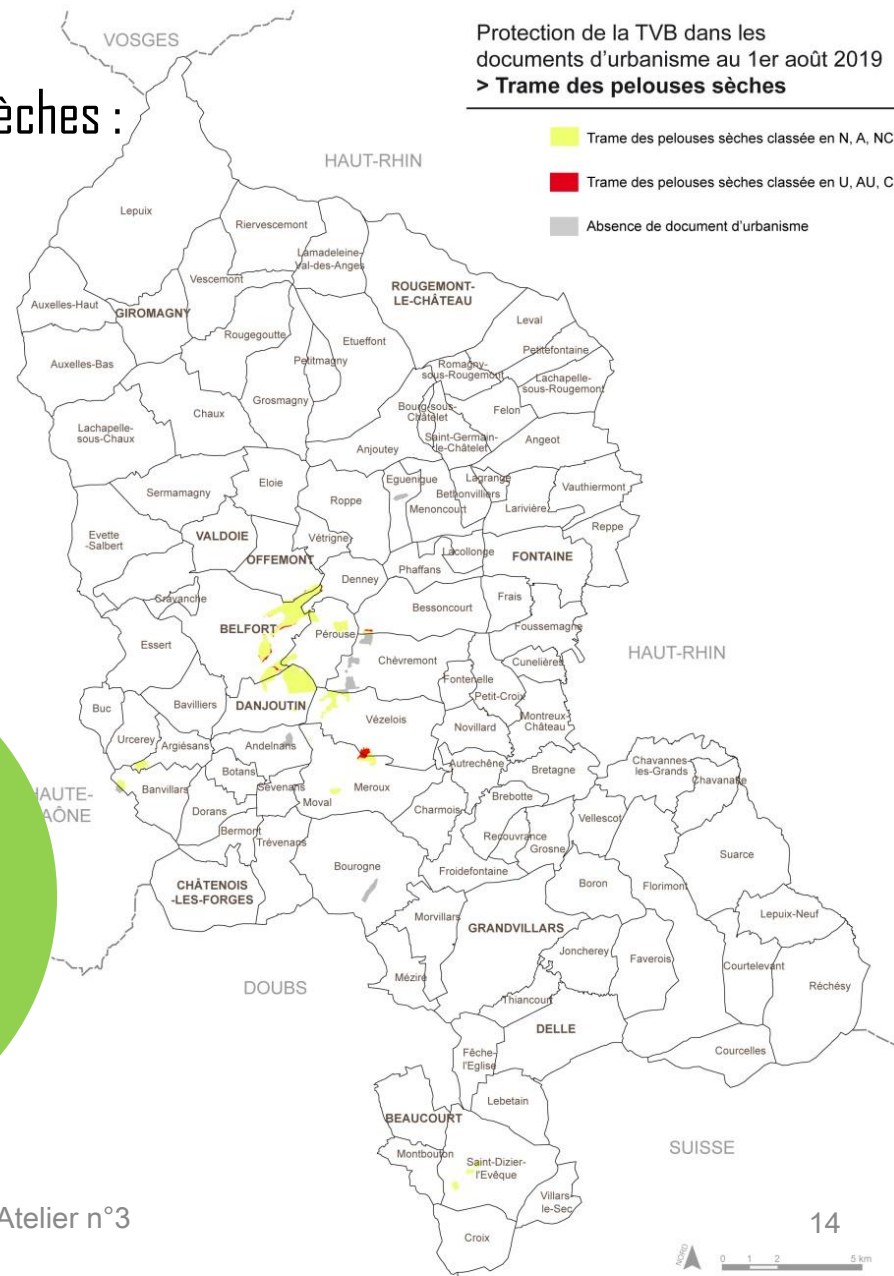 VOSGES
Protection de la TVB dans les
documents d’urbanisme au 1er août 2019
> Trame des pelouses sèches
èches :
Trame des pelouses sèches classée en N, A, NC
Trame des pelouses sèches classée en U, AU, C
Absence de document d’urbanisme
HAUT-RHIN
Lepuix
Riervescemont
Lamadeleine-
Val-des-Anges
Vescemont
ROUGEMONT-
LE-CHÂTEAU
Auxelles-Haut
GIROMAGNY
Leval
Rougegoutte
Etueffont
Petitefontaine
Auxelles-Bas
Petitmagny
Romagny-
sous-Rougemont
Lachapelle-
sous-Rougemont
Grosmagny
Chaux
Bourg-sous-
Châtelet
Felon
Lachapelle-
sous-Chaux
Saint-Germain-
le-Châtelet
Angeot
Anjoutey
Eloie
Eguenigue
Lagrange
Sermamagny
Roppe
Bethonvilliers
Vauthiermont
Menoncourt
Larivière
Reppe
Evette
-Salbert
VALDOIE
Vétrigne
OFFEMONT
Lacollonge
FONTAINE
Phaffans
Denney
Cravanche
Frais
Bessoncourt
BELFORT
Pérouse
Foussemagne
Essert
HAUT-RHIN
Chèvremont
Cunelières
Fontenelle
Petit-Croix
Buc
Bavilliers
DANJOUTIN
Vézelois
Novillard
Montreux-
Château
Urcerey
Argiésans
Andelnans
Autrechêne
Bretagne
Chavannes-
les-Grands
Chavanatte
Botans
Sévenans
Meroux
HAUTE-
AÔNE
Banvillars
Moval
Brebotte
Dorans
Charmois
Vellescot
Bermont
Trévenans
Recouvrance
Grosne
Suarce
Bourogne
Froidefontaine
CHÂTENOIS
-LES-FORGES
Boron
Florimont
Morvillars
Lepuix-Neuf
GRANDVILLARS
Joncherey
Faverois
Courtelevant
Méziré
Réchésy
DOUBS
Thiancourt
DELLE
Courcelles
Fêche-
l'Eglise
Lebetain
BEAUCOURT
SUISSE
Montbouton
Saint-Dizier-
l'Evêque
Villars-
le-Sec
Atelier n°3
14
Croix
NORD
0 1 2 5 km